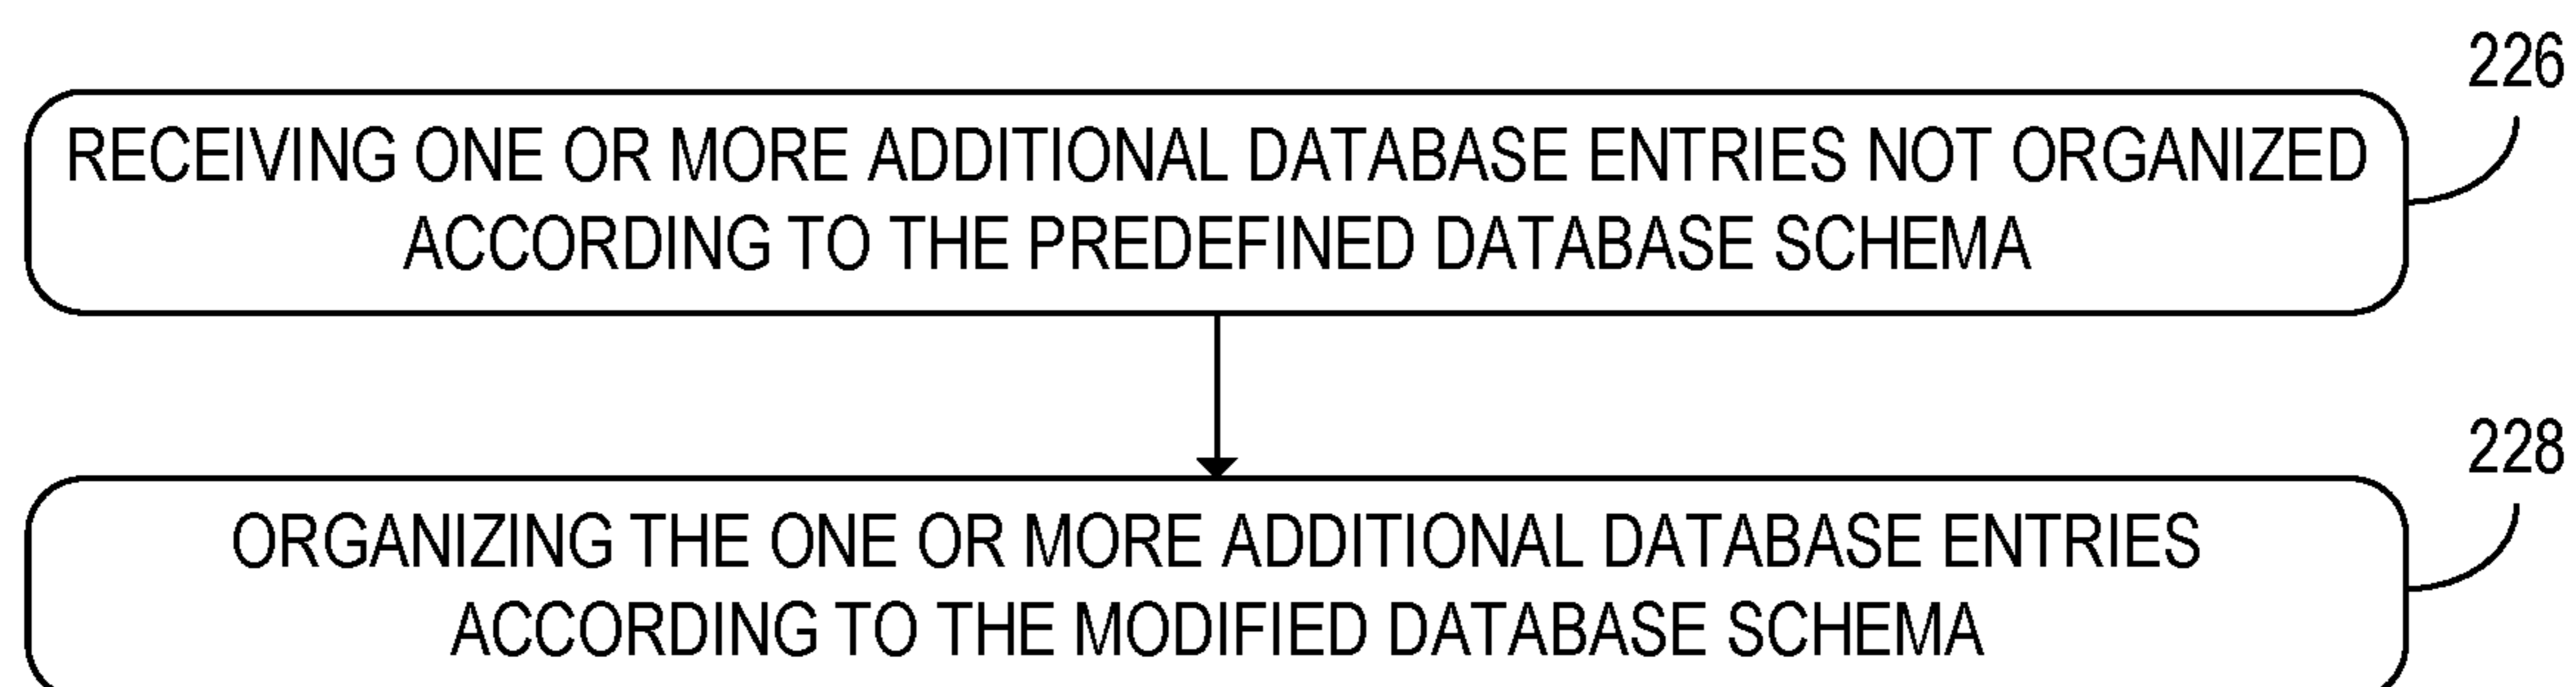 226
RECEIVING ONE OR MORE ADDITIONAL DATABASE ENTRIES NOT ORGANIZED
ACCORDING TO THE PREDEFINED DATABASE SCHEMA
228
ORGANIZING THE ONE OR MORE ADDITIONAL DATABASE ENTRIES
ACCORDING TO THE MODIFIED DATABASE SCHEMA